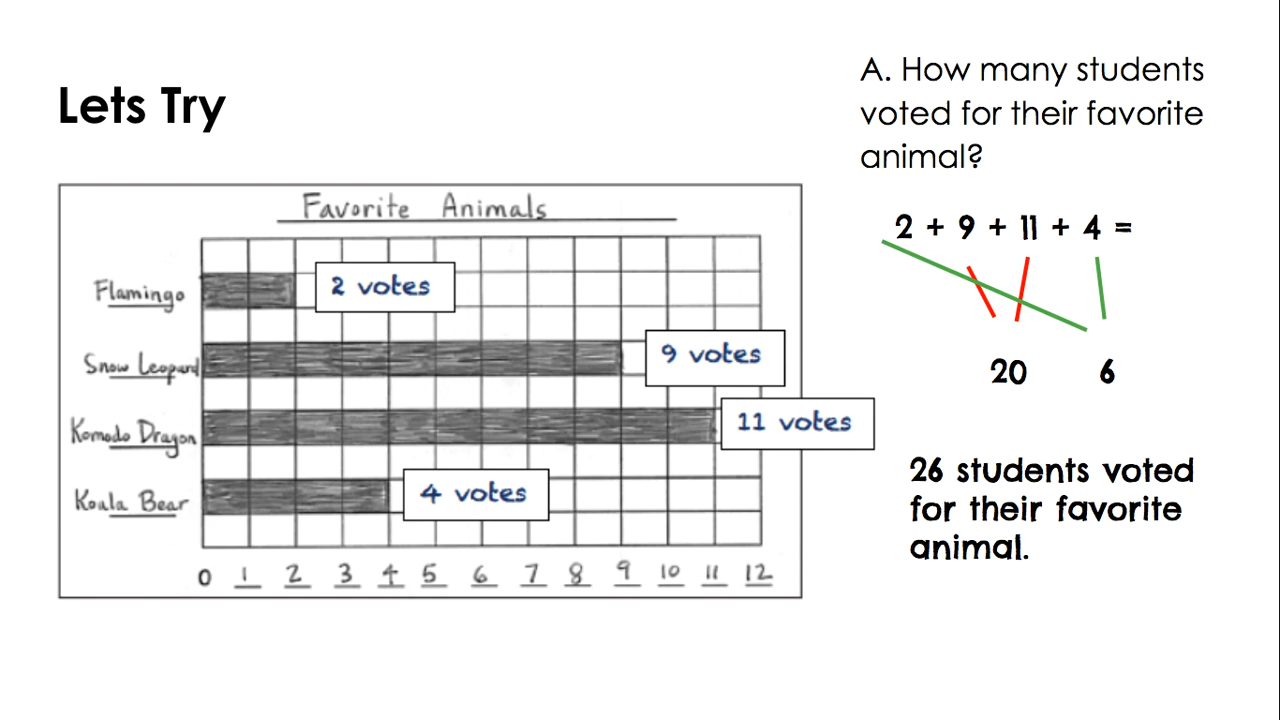 Lets Try
A. How many students
voted for their favorite
animal?
Favorite Animals
Flamingo
2 votes
Snow Leopard
9 votes
Komodo Dragon
11 votes
Koala Bear
4 votes
0 1 2 3 4 5 6 7 8 9 10 11 12
2 + 9 + 11 + 4 =
20 6
26 students voted
for their favorite
animal.